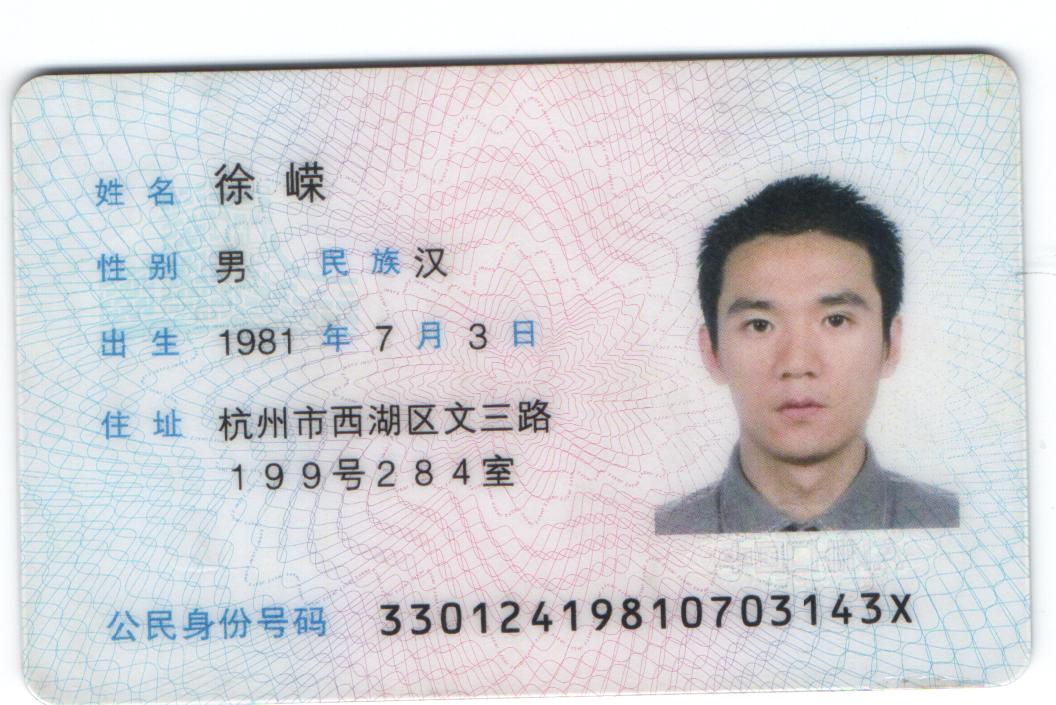 姓名 徐嵘
性别 男 民族 汉
出生 1981 年 7 月 3 日
住址 杭州市西湖区文三路
199号284室
公民身份号码 33012419810703143X